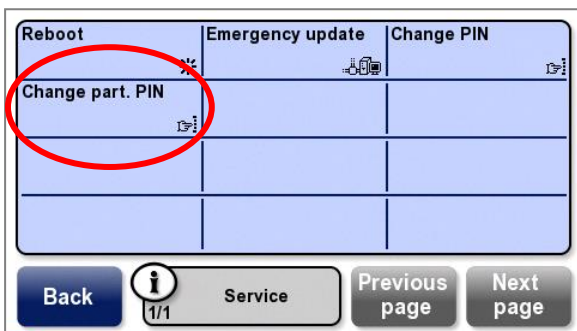 Reboot
Emergency update
Change PIN
Change part. PIN
Back
i
1/1
Service
Previous
page
Next
page